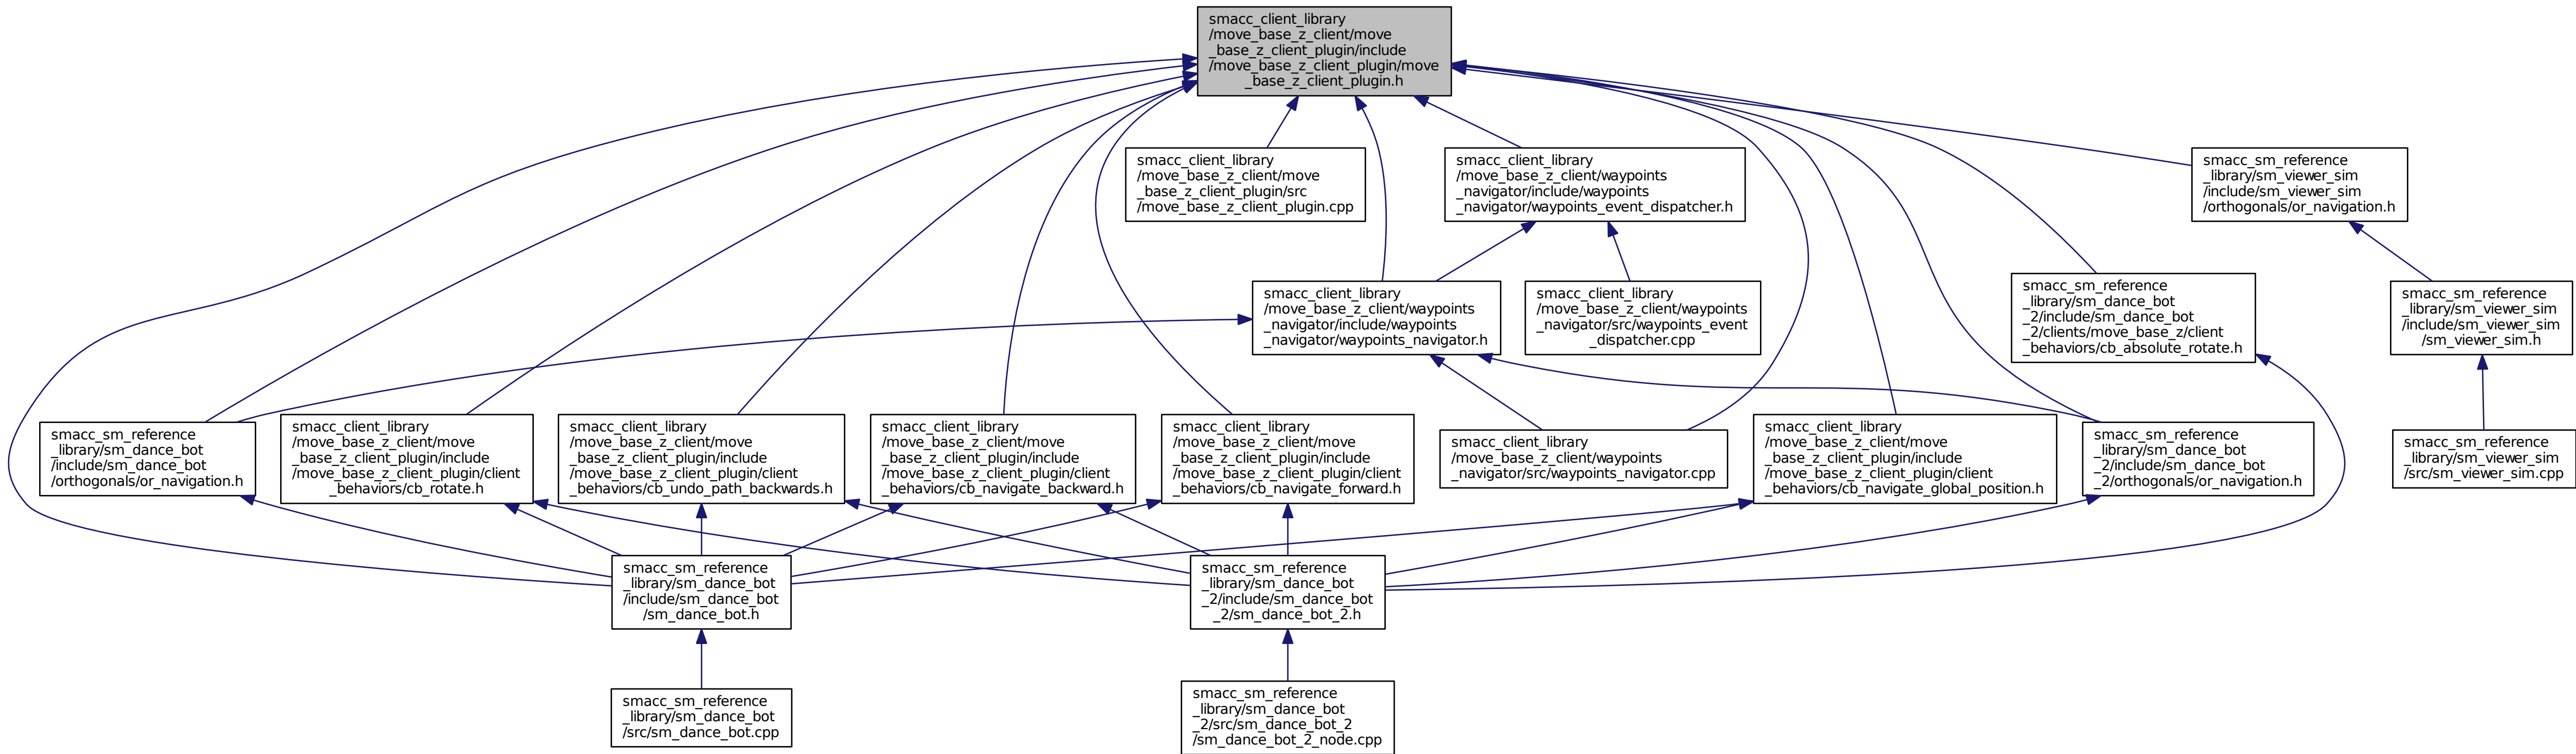 smacc_client_library
/move_base_z_client/move
_base_z_client_plugin/include
/move_base_z_client_plugin/move
_base_z_client_plugin.h
smacc_client_library
/move_base_z_client/move
_base_z_client_plugin/src
/move_base_z_client_plugin.cpp
smacc_client_library
/move_base_z_client/waypoints
_navigator/include/waypoints
_navigator/waypoints_event_dispatcher.h
smacc_sm_reference
_library/sm_viewer_sim
/include/sm_viewer_sim
/orthogonals/or_navigation.h
smacc_client_library
/move_base_z_client/waypoints
_navigator/include/waypoints
_navigator/waypoints_navigator.h
smacc_client_library
/move_base_z_client/waypoints
_navigator/src/waypoints_event
_dispatcher.cpp
smacc_sm_reference
_library/sm_dance_bot
_2/include/sm_dance_bot
_2/clients/move_base_z/client
_behaviors/cb_absolute_rotate.h
smacc_sm_reference
_library/sm_viewer_sim
/include/sm_viewer_sim
/sm_viewer_sim.h
smacc_sm_reference
_library/sm_dance_bot
/include/sm_dance_bot
/orthogonals/or_navigation.h
smacc_client_library
/move_base_z_client/move
_base_z_client_plugin/include
/move_base_z_client_plugin/client
_behaviors/cb_rotate.h
smacc_client_library
/move_base_z_client/move
_base_z_client_plugin/include
/move_base_z_client_plugin/client
_behaviors/cb_undo_path_backwards.h
smacc_client_library
/move_base_z_client/move
_base_z_client_plugin/include
/move_base_z_client_plugin/client
_behaviors/cb_navigate_backward.h
smacc_client_library
/move_base_z_client/move
_base_z_client_plugin/include
/move_base_z_client_plugin/client
_behaviors/cb_navigate_forward.h
smacc_client_library
/move_base_z_client/waypoints
_navigator/src/waypoints_navigator.cpp
smacc_client_library
/move_base_z_client/move
_base_z_client_plugin/include
/move_base_z_client_plugin/client
_behaviors/cb_navigate_global_position.h
smacc_sm_reference
_library/sm_dance_bot
_2/include/sm_dance_bot
_2/orthogonals/or_navigation.h
smacc_sm_reference
_library/sm_viewer_sim
/src/sm_viewer_sim.cpp
smacc_sm_reference
_library/sm_dance_bot
/include/sm_dance_bot
/sm_dance_bot.h
smacc_sm_reference
_library/sm_dance_bot
_2/include/sm_dance_bot
_2/sm_dance_bot_2.h
smacc_sm_reference
_library/sm_dance_bot
/src/sm_dance_bot.cpp
smacc_sm_reference
_library/sm_dance_bot
_2/src/sm_dance_bot_2
/sm_dance_bot_2_node.cpp